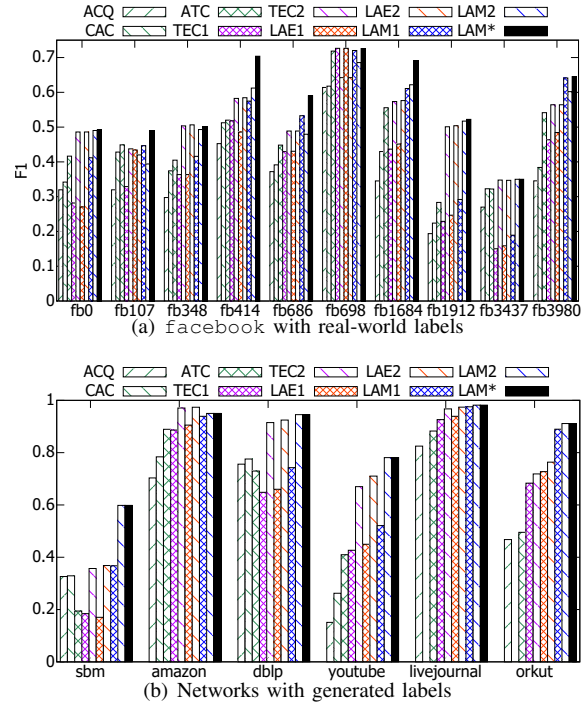 ACQ ATC TEC2 LAE2 LAM2
CAC TEC1 LAE1 LAM1 LAM*
0.7
0.6
0.5
0.4
0.3
0.2
0.1
0
F1
fb0 fb107 fb348 fb414 fb686 fb698 fb1684 fb1912 fb3437 fb3980
(a) facebook with real-world labels
ACQ ATC TEC2 LAE2 LAM2
CAC TEC1 LAE1 LAM1 LAM*
1
0.8
0.6
0.4
0.2
0
sbm amazon dblp youtube livejournal orkut
(b) Networks with generated labels